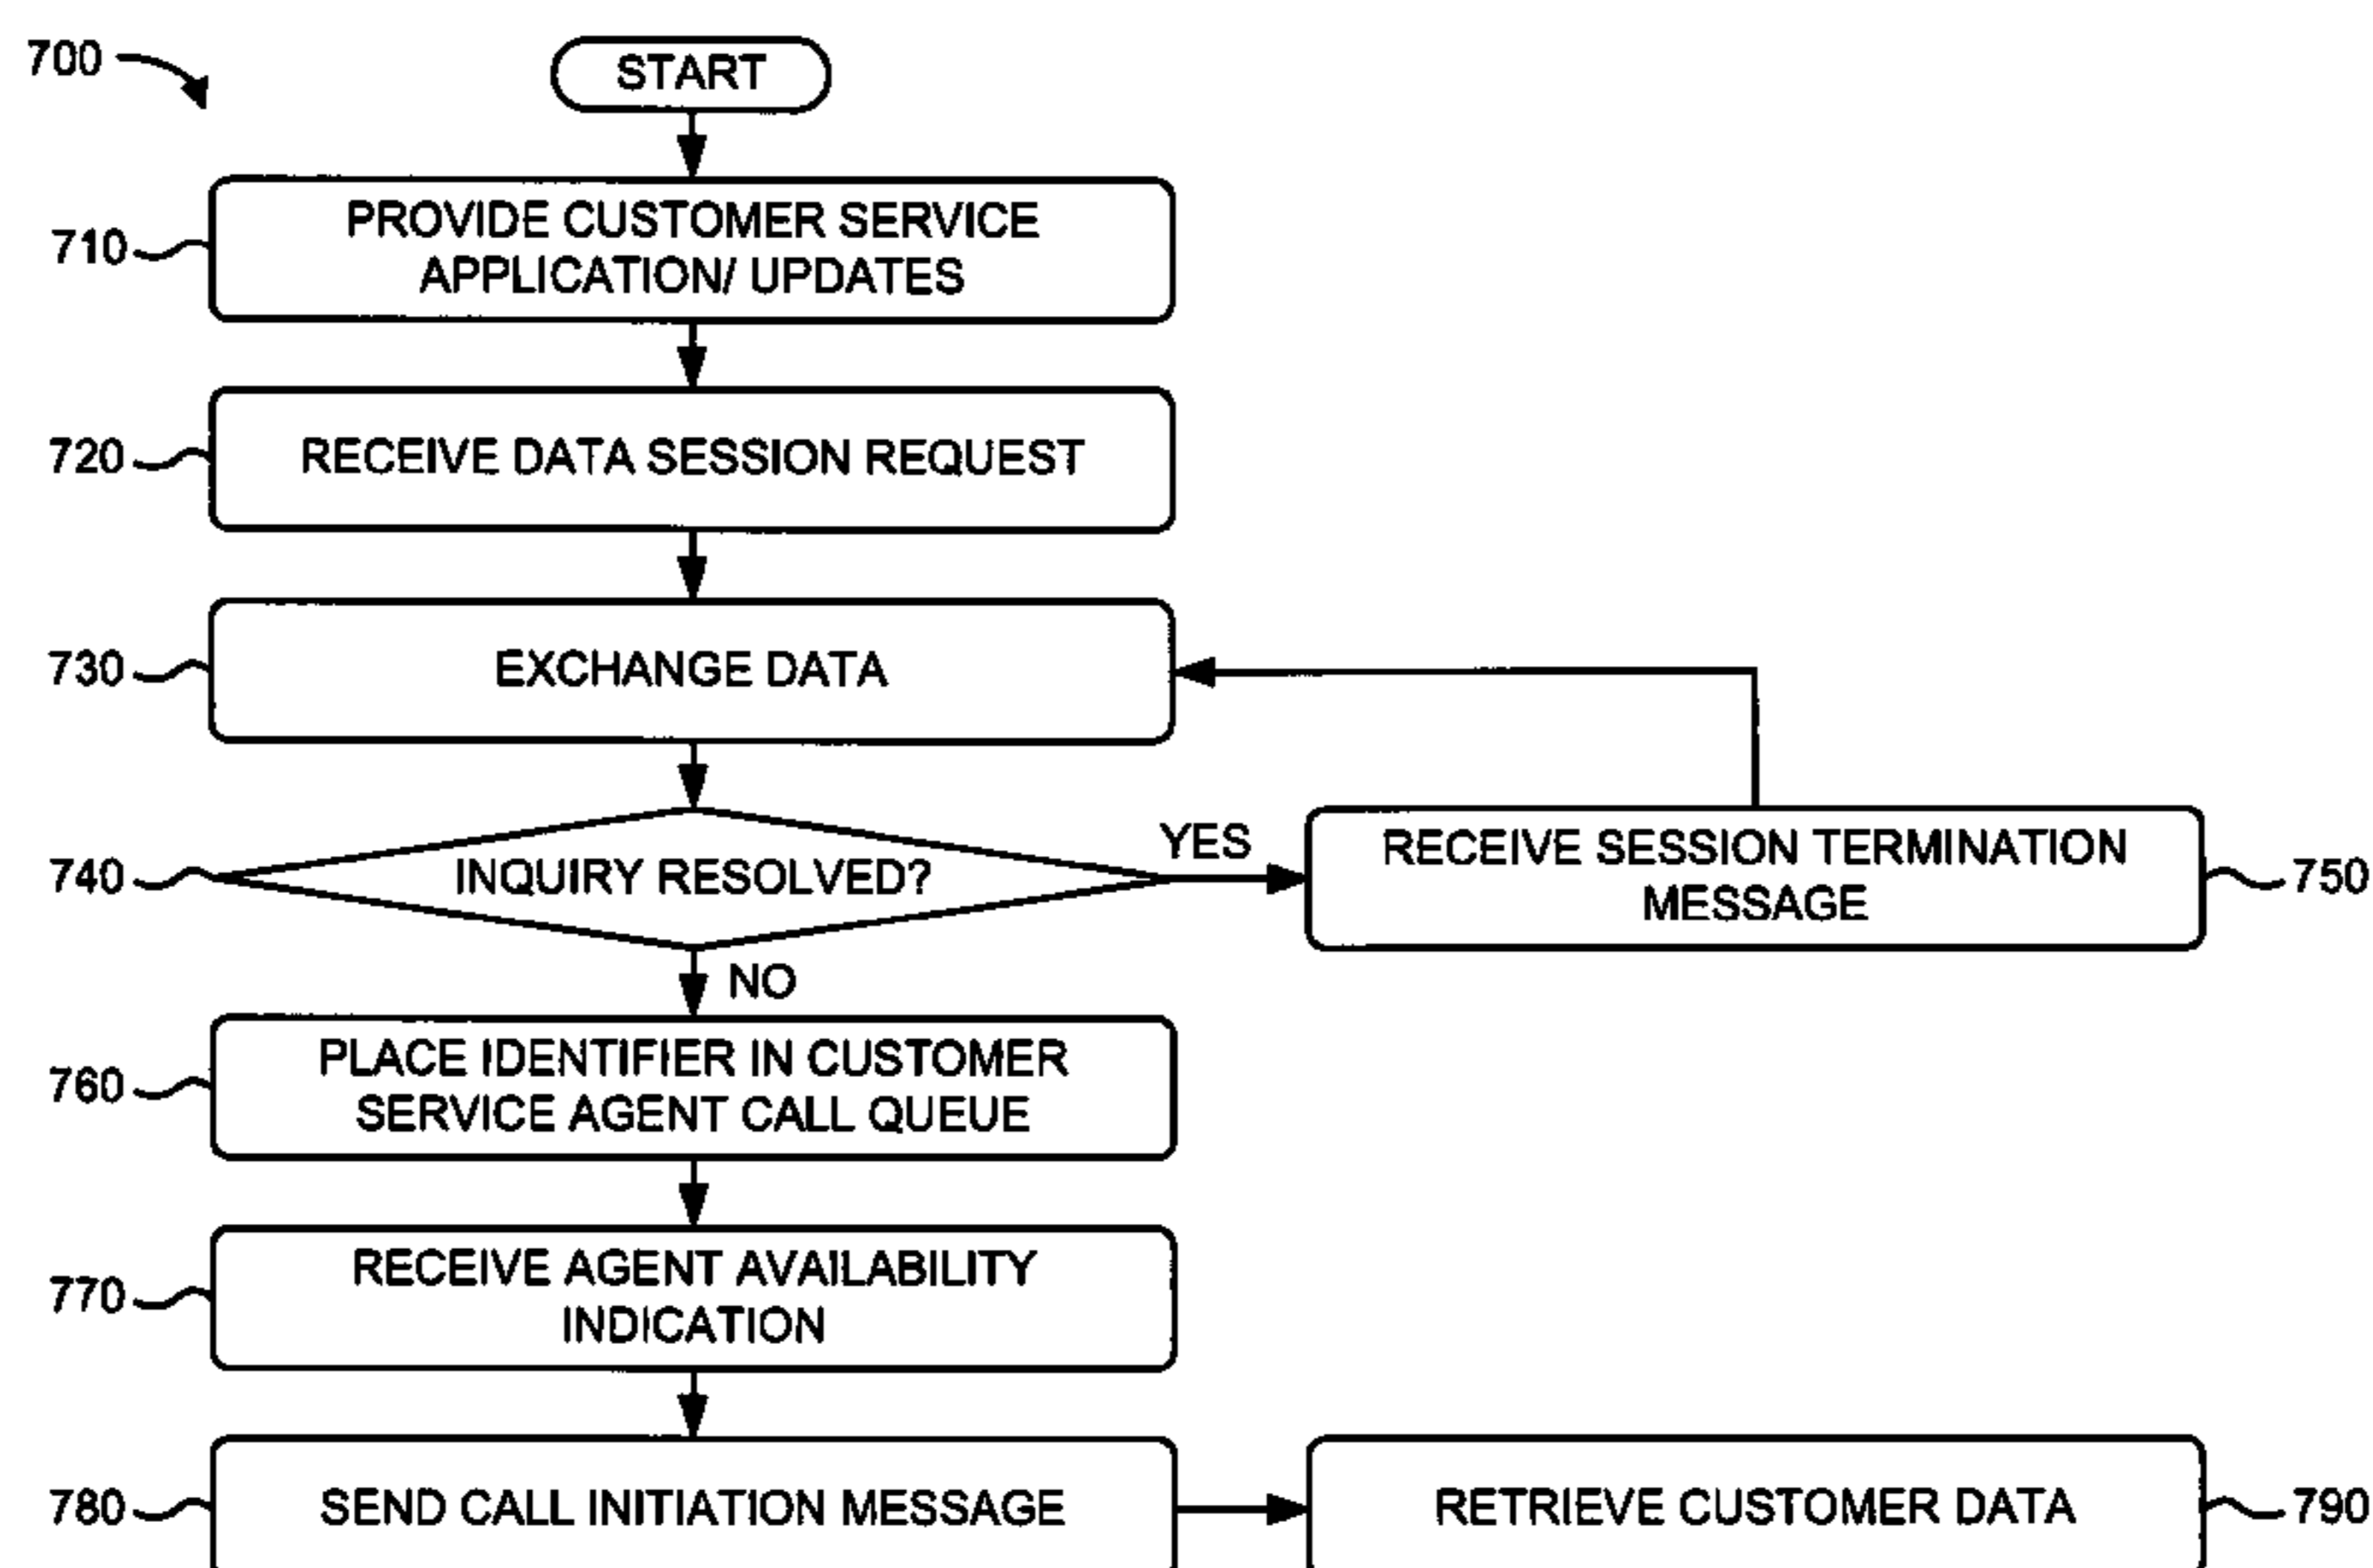 700
START
710
PROVIDE CUSTOMER SERVICE
APPLICATION/ UPDATES
720
RECEIVE DATA SESSION REQUEST
730
EXCHANGE DATA
740
INQUIRY RESOLVED?
YES
RECEIVE SESSION TERMINATION
MESSAGE
750
NO
760
PLACE IDENTIFIER IN CUSTOMER
SERVICE AGENT CALL QUEUE
770
RECEIVE AGENT AVAILABILITY
INDICATION
780
SEND CALL INITIATION MESSAGE
RETRIEVE CUSTOMER DATA
790